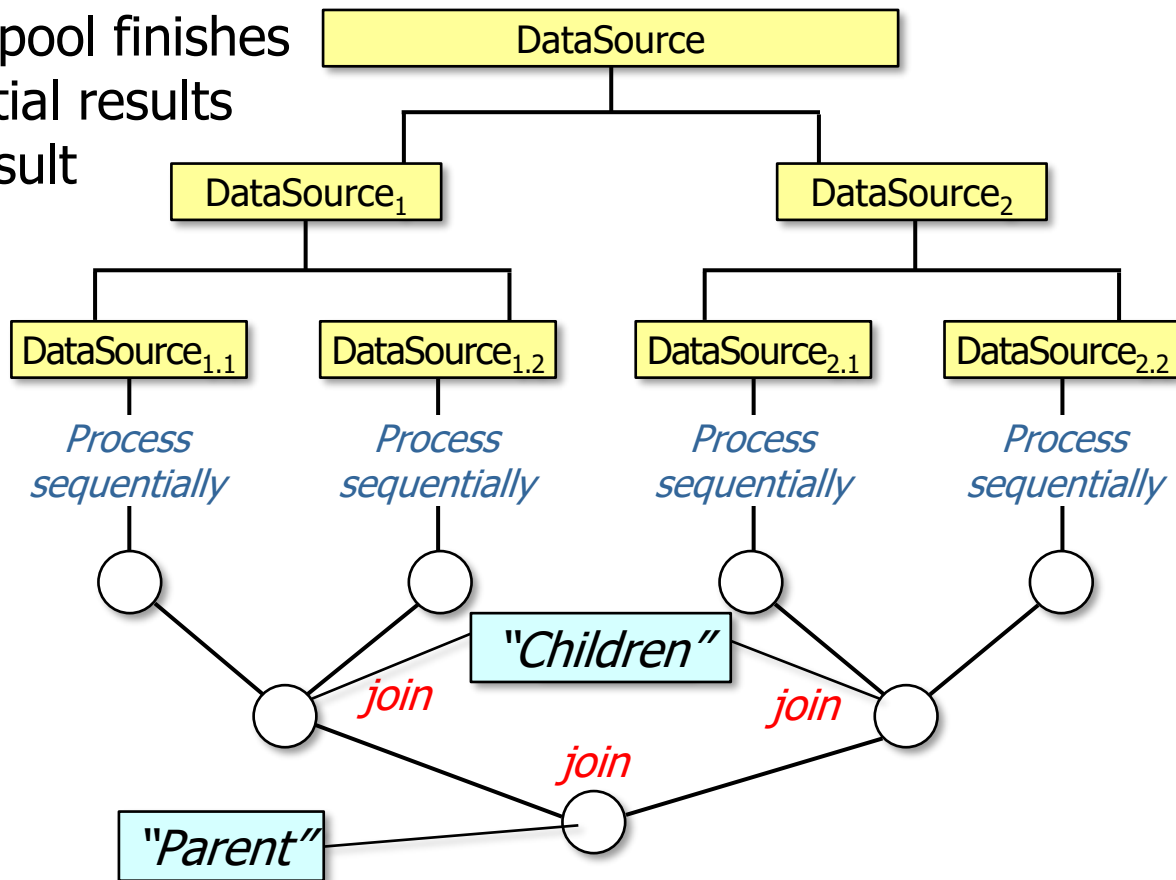 pool finishes
tial results
sult
DataSource
DataSource₁
DataSource₂
DataSource₁.₁
DataSource₁.₂
DataSource₂.₁
DataSource₂.₂
Process
sequentially
Process
sequentially
Process
sequentially
Process
sequentially
“Children”
join
join
join
“Parent”